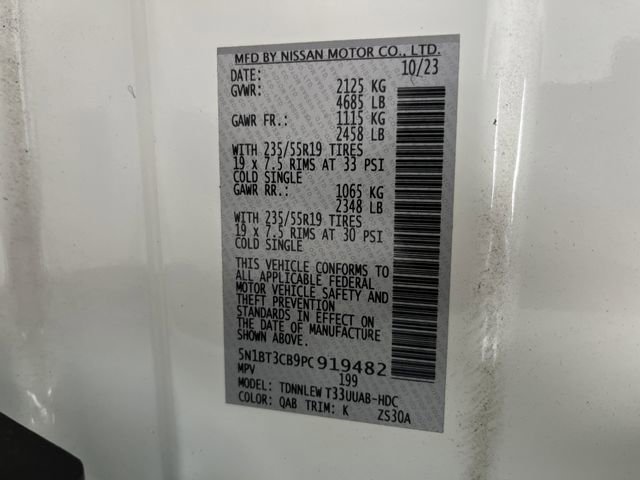 MFD BY NISSAN MOTOR CO., LTD.
DATE: 10/23
GVWR: 2125 KG
4685 LB
GAWR FR.: 1115 KG
2458 LB
WITH 235/55R19 TIRES
19 x 7.5 RIMS AT 33 PSI
COLD SINGLE
GAWR RR.: 1065 KG
2348 LB
WITH 235/55R19 TIRES
19 x 7.5 RIMS AT 30 PSI
COLD SINGLE
THIS VEHICLE CONFORMS TO
ALL APPLICABLE FEDERAL
MOTOR VEHICLE SAFETY AND
THEFT PREVENTION
STANDARDS IN EFFECT ON
THE DATE OF MANUFACTURE
SHOWN ABOVE.
5N1BT3CB9PC919482
MPV 199
MODEL: TDNNLEW T33UUAB-HDC
COLOR: QAB TRIM: K ZS30A